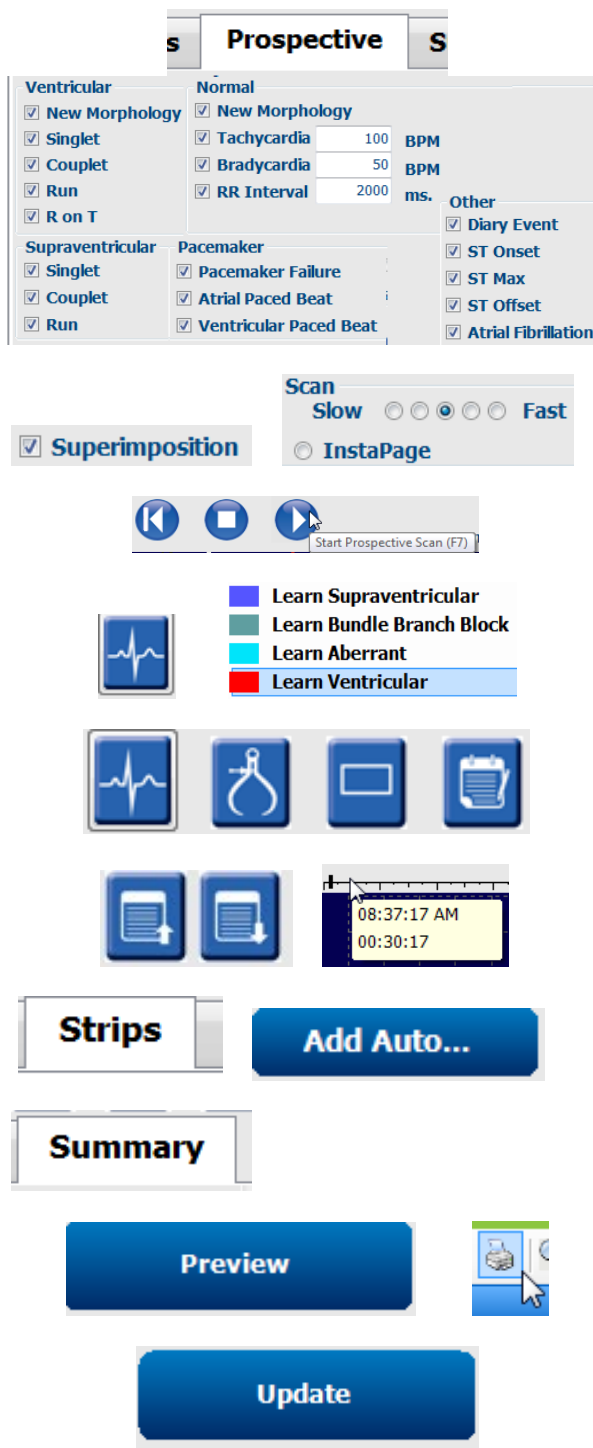 s Prospective S
Ventricular
New Morphology
Singlet
Couplet
Run
R on T
Normal
New Morphology
Tachycardia 100 BPM
Bradycardia 50 BPM
RR Interval 2000 ms.
Other
Diary Event
ST Onset
ST Max
ST Offset
Atrial Fibrillation
Supraventricular
Singlet
Couplet
Run
Pacemaker
Pacemaker Failure
Atrial Paced Beat
Ventricular Paced Beat
Superimposition
Scan
Slow Fast
InstaPage
Start Prospective Scan (F7)
Learn Supraventricular
Learn Bundle Branch Block
Learn Aberrant
Learn Ventricular
08:37:17 AM
00:30:17
Strips
Add Auto...
Summary
Preview
Update